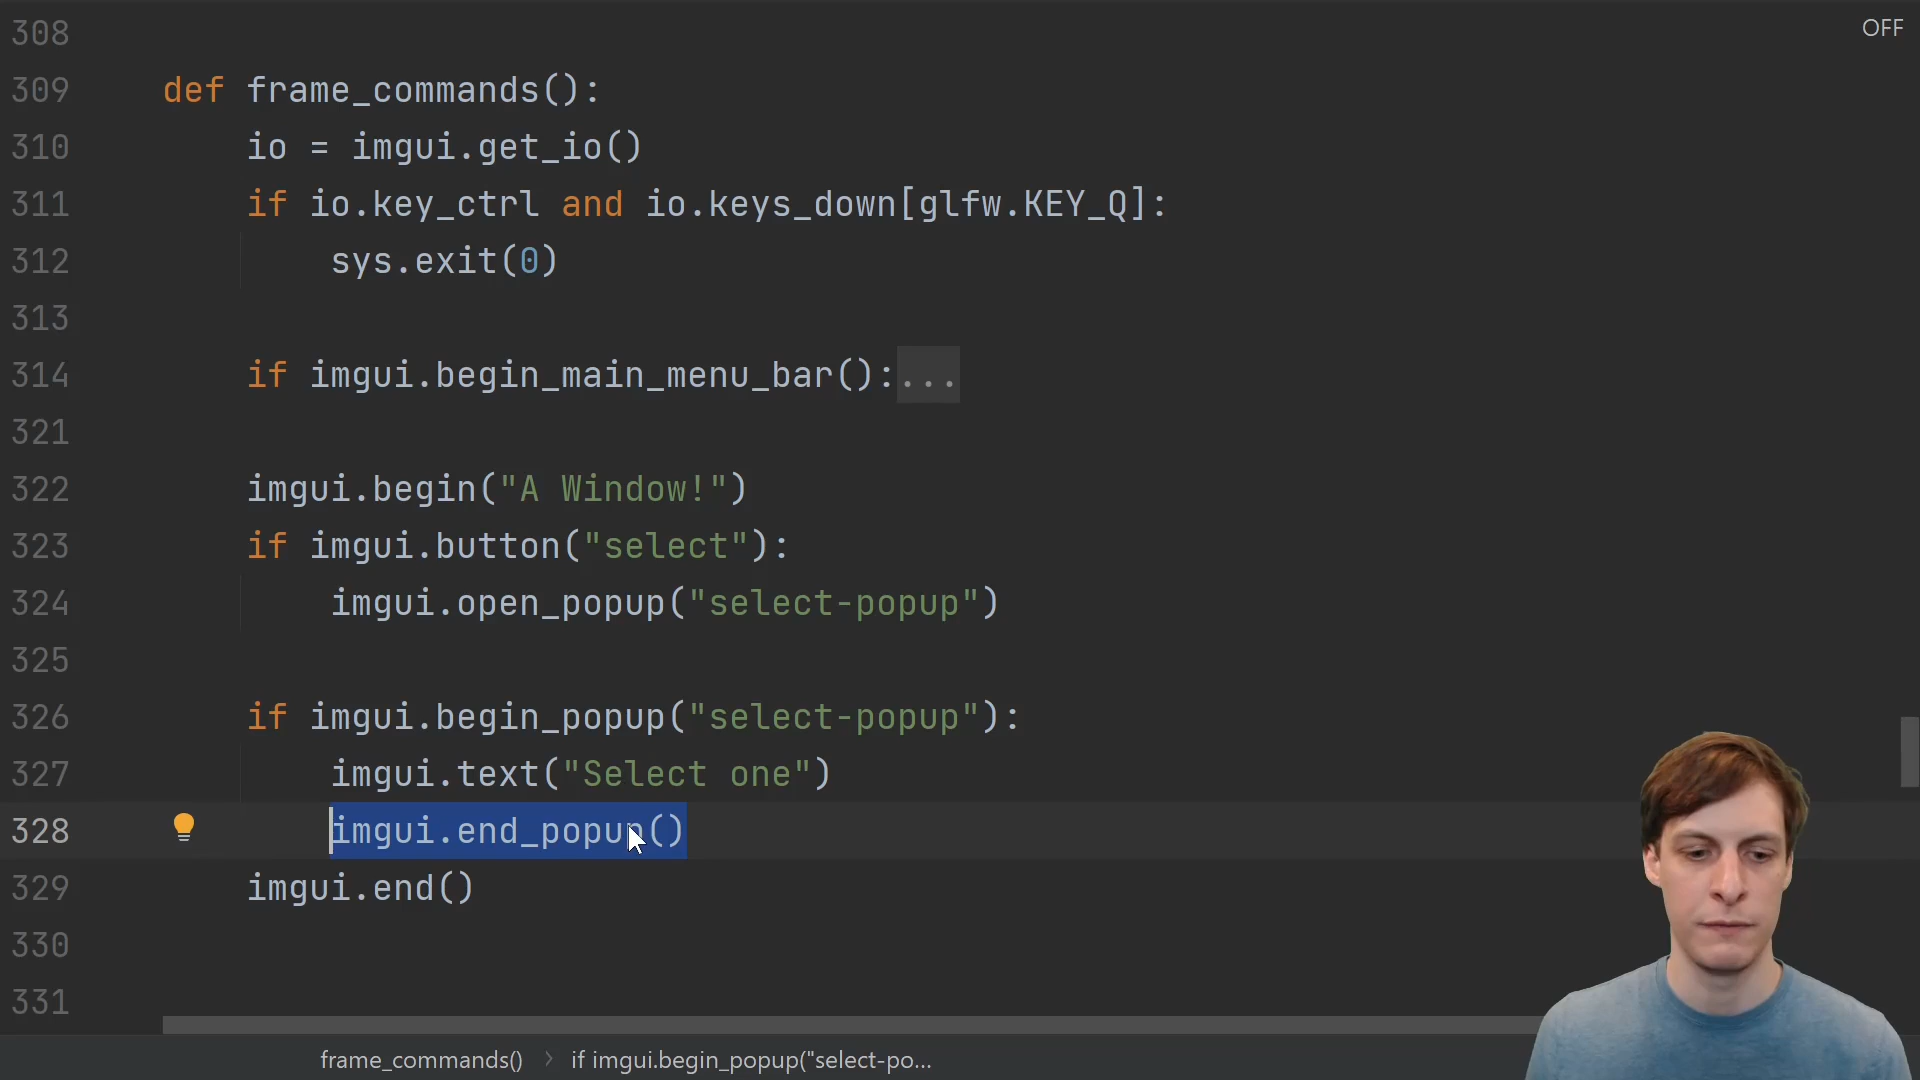 308
OFF
309 def frame_commands():
310 io = imgui.get_io()
311 if io.key_ctrl and io.keys_down[glfw.KEY_Q]:
312 sys.exit(0)
313
314 if imgui.begin_main_menu_bar():...
321
322 imgui.begin("A Window!")
323 if imgui.button("select"):
324 imgui.open_popup("select-popup")
325
326 if imgui.begin_popup("select-popup"):
327 imgui.text("Select one")
328 imgui.end_popup()
329 imgui.end()
330
331
frame_commands() › if imgui.begin_popup("select-po...